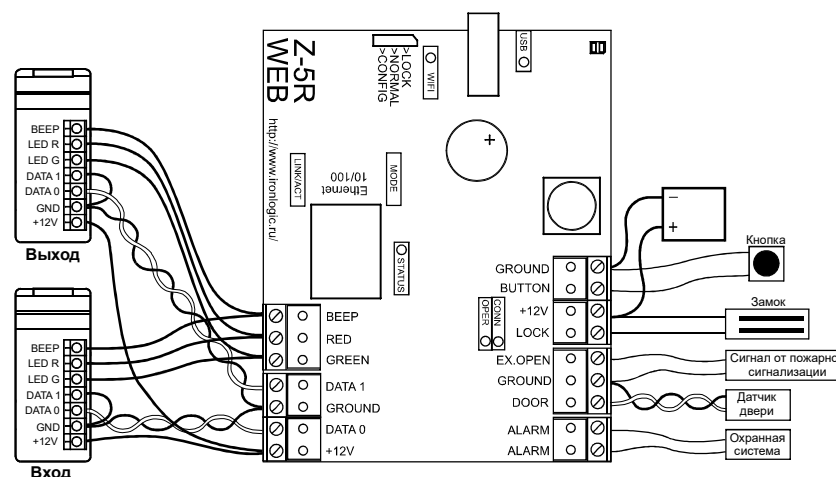 BEEP
LED R
LED G
DATA 1
DATA 0
GND
+12V
Выход
BEEP
LED R
LED G
DATA 1
DATA 0
GND
+12V
Вход
Z-5R
WEB
http://www.ironlogic.ru/
>LOCK
>NORMAL
>CONFIG
WIFI
USB
LINK/ACT
Ethernet
10/100
MODE
STATUS
+
BEEP
RED
GREEN
DATA 1
GROUND
DATA 0
+12V
CONN
OPER
GROUND
BUTTON
+12V
LOCK
EX.OPEN
GROUND
DOOR
ALARM
ALARM
–
+
Кнопка
Замок
Сигнал от пожарно
сигнализации
Датчик
двери
Охранная
система